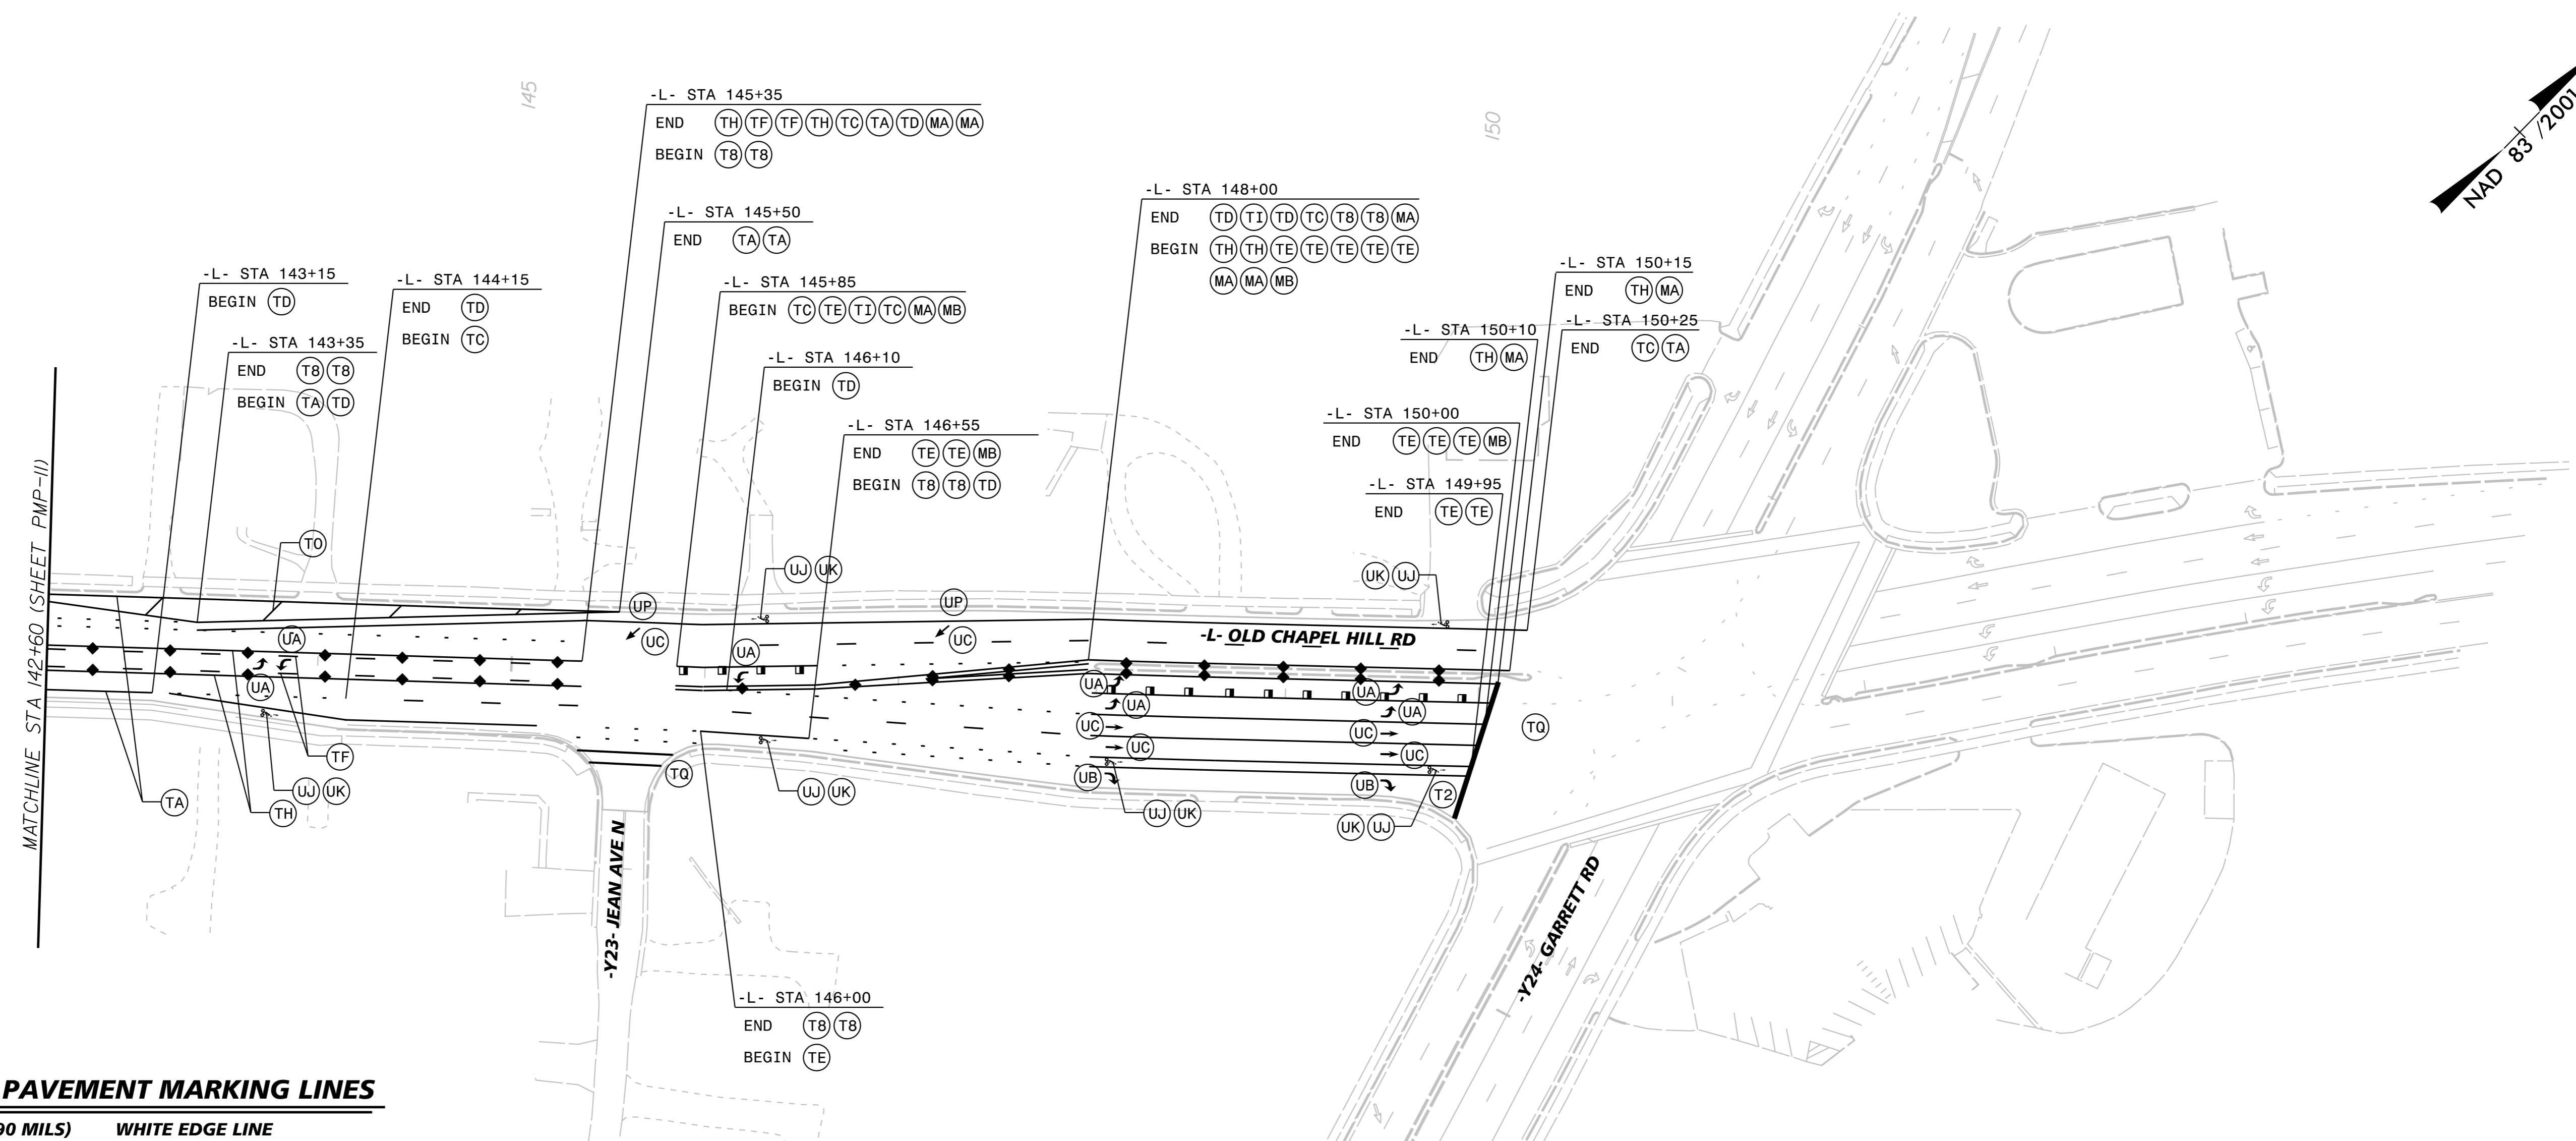 145
150
NAD 83 /2001
-L- STA 145+35
END TH TF TF TH TC TA TD MA MA
BEGIN T8 T8
-L- STA 145+50
END TA TA
-L- STA 148+00
END TD TI TD TC T8 T8 MA
BEGIN TH TH TE TE TE TE TE
MA MA MB
-L- STA 143+15
BEGIN TD
-L- STA 143+35
END T8 T8
BEGIN TA TD
-L- STA 144+15
END TD
BEGIN TC
-L- STA 145+85
BEGIN TC TE TI TC MA MB
-L- STA 146+10
BEGIN TD
-L- STA 146+55
END TE TE MB
BEGIN T8 T8 TD
-L- STA 150+15
END TH MA
-L- STA 150+10
END TH MA
-L- STA 150+25
END TC TA
-L- STA 150+00
END TE TE TE MB
-L- STA 149+95
END TE TE
MATCHLINE STA 142+60 (SHEET PMP-11)
TO
UJ UK
UK UJ
UP
UP
UA
UC
UA
UC
-L- OLD CHAPEL HILL RD
UA
UA
UA
UA
UA
UC
UC
TQ
UC
UC
TF
TQ
UB
UB
T2
TA
UJ UK
TH
UJ UK
UJ UK
UK UJ
-Y23- JEAN AVE N
-Y24- GARRETT RD
-L- STA 146+00
END T8 T8
BEGIN TE
PAVEMENT MARKING LINES
90 MILS) WHITE EDGE LINE